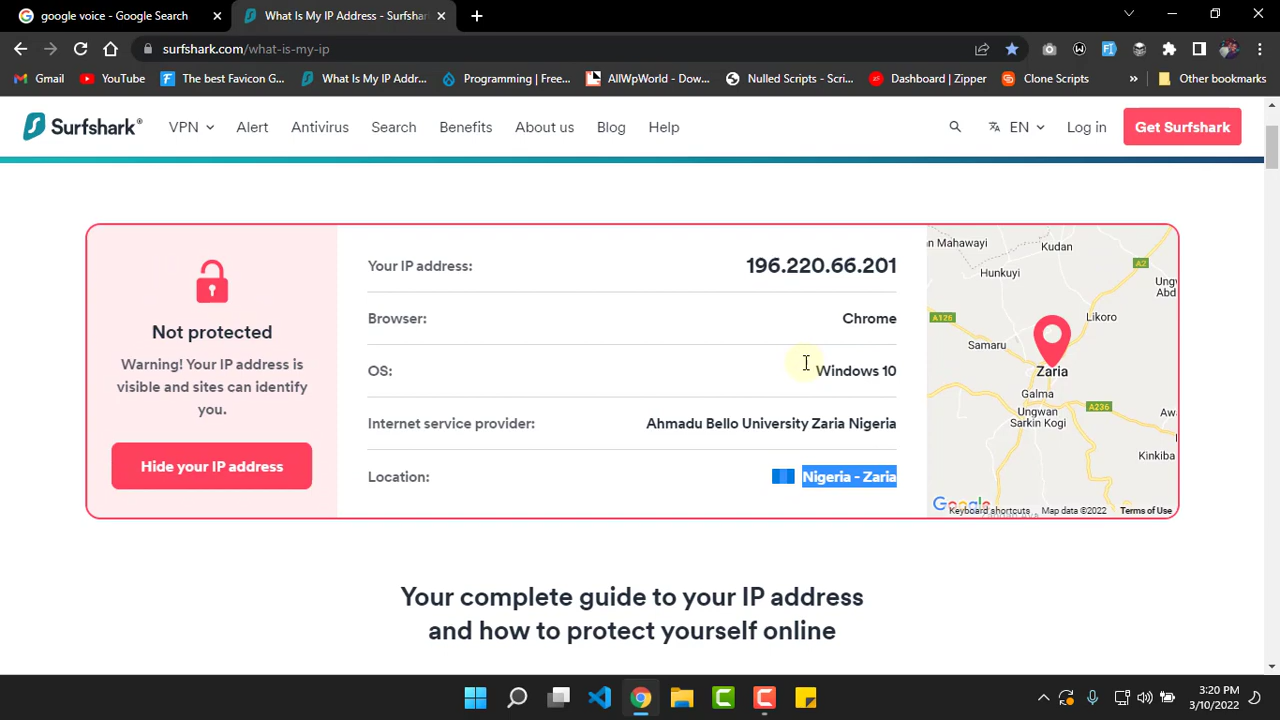 google voice - Google Search
What Is My IP Address - Surfshar
surfshark.com/what-is-my-ip
Gmail
YouTube
The best Favicon G...
What Is My IP Addr...
Programming | Free...
AllWpWorld - Dow...
Nulled Scripts - Scri...
Dashboard | Zipper
Clone Scripts
Other bookmarks
Surfshark®
VPN
Alert
Antivirus
Search
Benefits
About us
Blog
Help
EN
Log in
Get Surfshark
Not protected
Warning! Your IP address is
visible and sites can identify
you.
Hide your IP address
Your IP address:
196.220.66.201
Browser:
Chrome
OS:
Windows 10
Internet service provider:
Ahmadu Bello University Zaria Nigeria
Location:
Nigeria - Zaria
an Mahawayi
Kudan
A2
Hunkuyi
Ung
Abd
A126
Likoro
Samaru
Zaria
Galma
Ungwan
Sarkin Kogi
A236
Aw
Kinkiba
Google
Keyboard shortcuts
Map data ©2022
Terms of Use
Your complete guide to your IP address
and how to protect yourself online
3:20 PM
3/10/2022